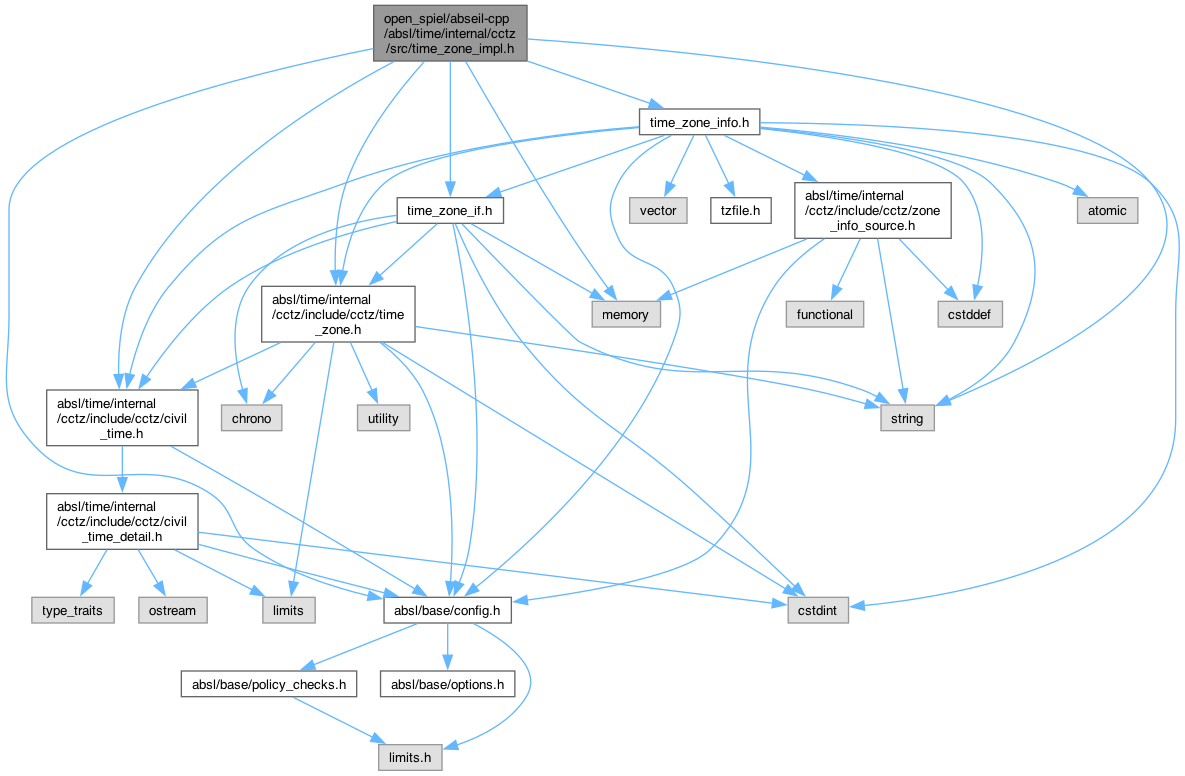 open_spiel/abseil-cpp
/absl/time/internal/cctz
/src/time_zone_impl.h
time_zone_info.h
time_zone_if.h
vector
tzfile.h
absl/time/internal
/cctz/include/cctz/zone
_info_source.h
atomic
absl/time/internal
/cctz/include/cctz/time
_zone.h
memory
functional
cstddef
absl/time/internal
/cctz/include/cctz/civil
_time.h
chrono
utility
string
absl/time/internal
/cctz/include/cctz/civil
_time_detail.h
type_traits
ostream
limits
absl/base/config.h
cstdint
absl/base/policy_checks.h
absl/base/options.h
limits.h